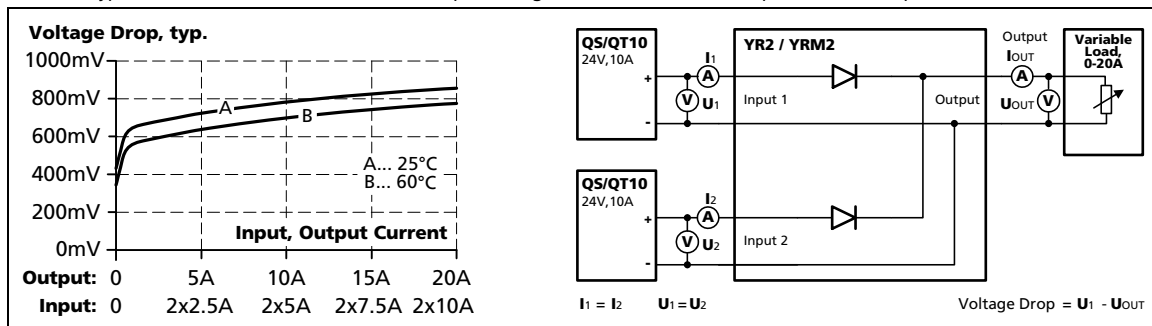 Voltage Drop, typ.
1000mV
800mV
600mV
400mV
200mV
0mV
A
B
A... 25°C
B... 60°C
Input, Output Current
Output: 0 5A 10A 15A 20A
Input: 0 2x2.5A 2x5A 2x7.5A 2x10A
QS/QT10
24V,10A
+
-
I1
A
V U1
YR2 / YRM2
Input 1
Output
Output
IOUT
A
UOUT V
Variable
Load,
0-20A
QS/QT10
24V,10A
+
-
I2
A
V U2
Input 2
I1 = I2 U1 = U2 Voltage Drop = U1 - UOUT